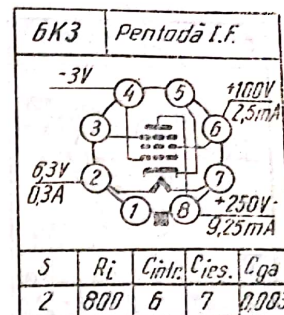 6K3 Pentodă I.F.
-3V
4 5
+100V
2,5mA
3 6
6,3V
0,3A
2 7
1 8
+250V
9,25mA
S Ri Cintr. Cies. Cga
2 800 6 7 0,003